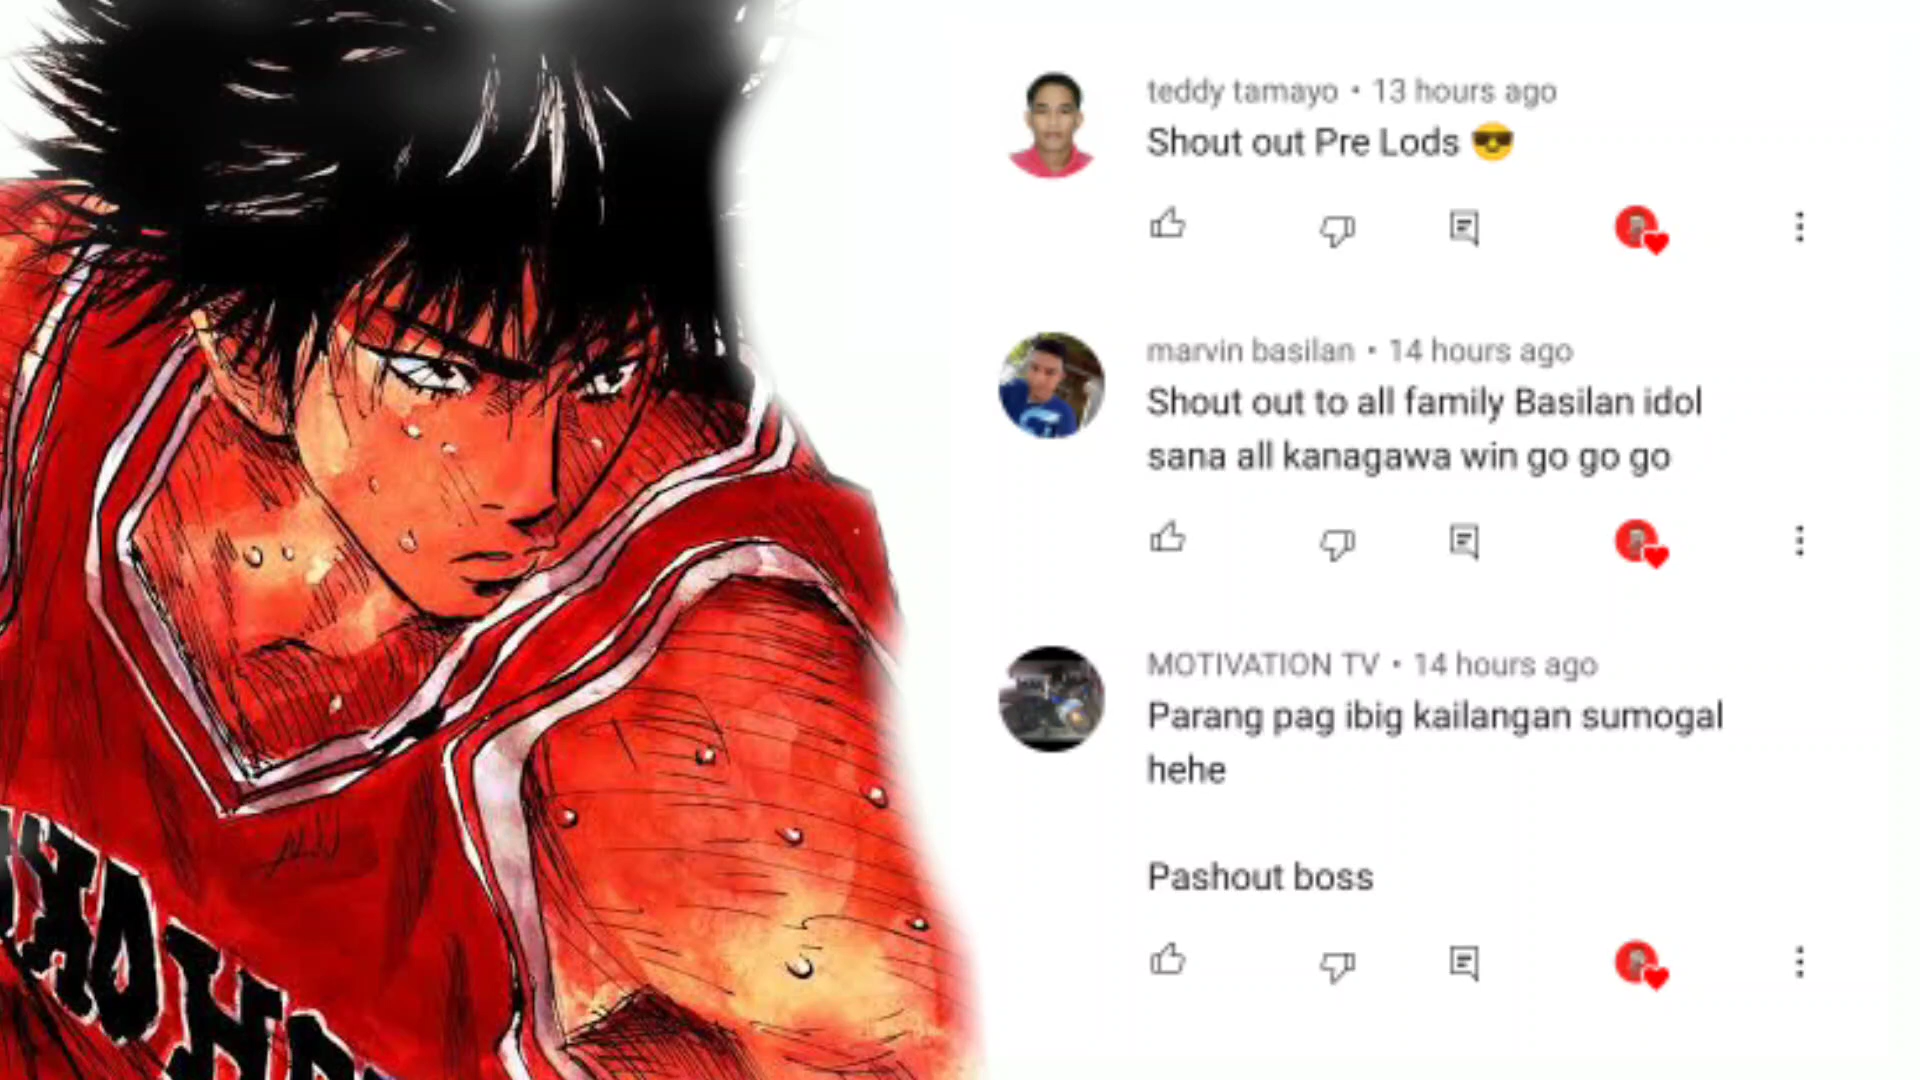 teddy tamayo • 13 hours ago
Shout out Pre Lods 😎
marvin basilan • 14 hours ago
Shout out to all family Basilan idol
sana all kanagawa win go go go
MOTIVATION TV • 14 hours ago
Parang pag ibig kailangan sumogal
hehe
Pashout boss